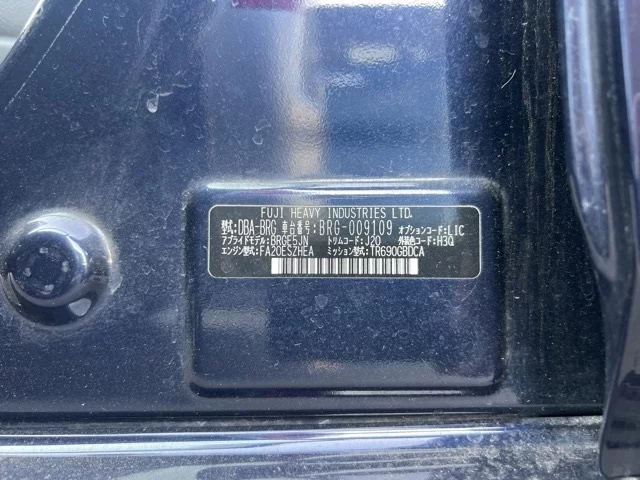 FUJI HEAVY INDUSTRIES LTD.
型式:DBA-BRG 車台番号:BRG-009109 オプションコード:LIC
アプライドモデル:BRGE5JN トリムコード:J20 外装色コード:H3Q
エンジン型式:FA20ESZHEA ミッション型式:TR690GBDCA